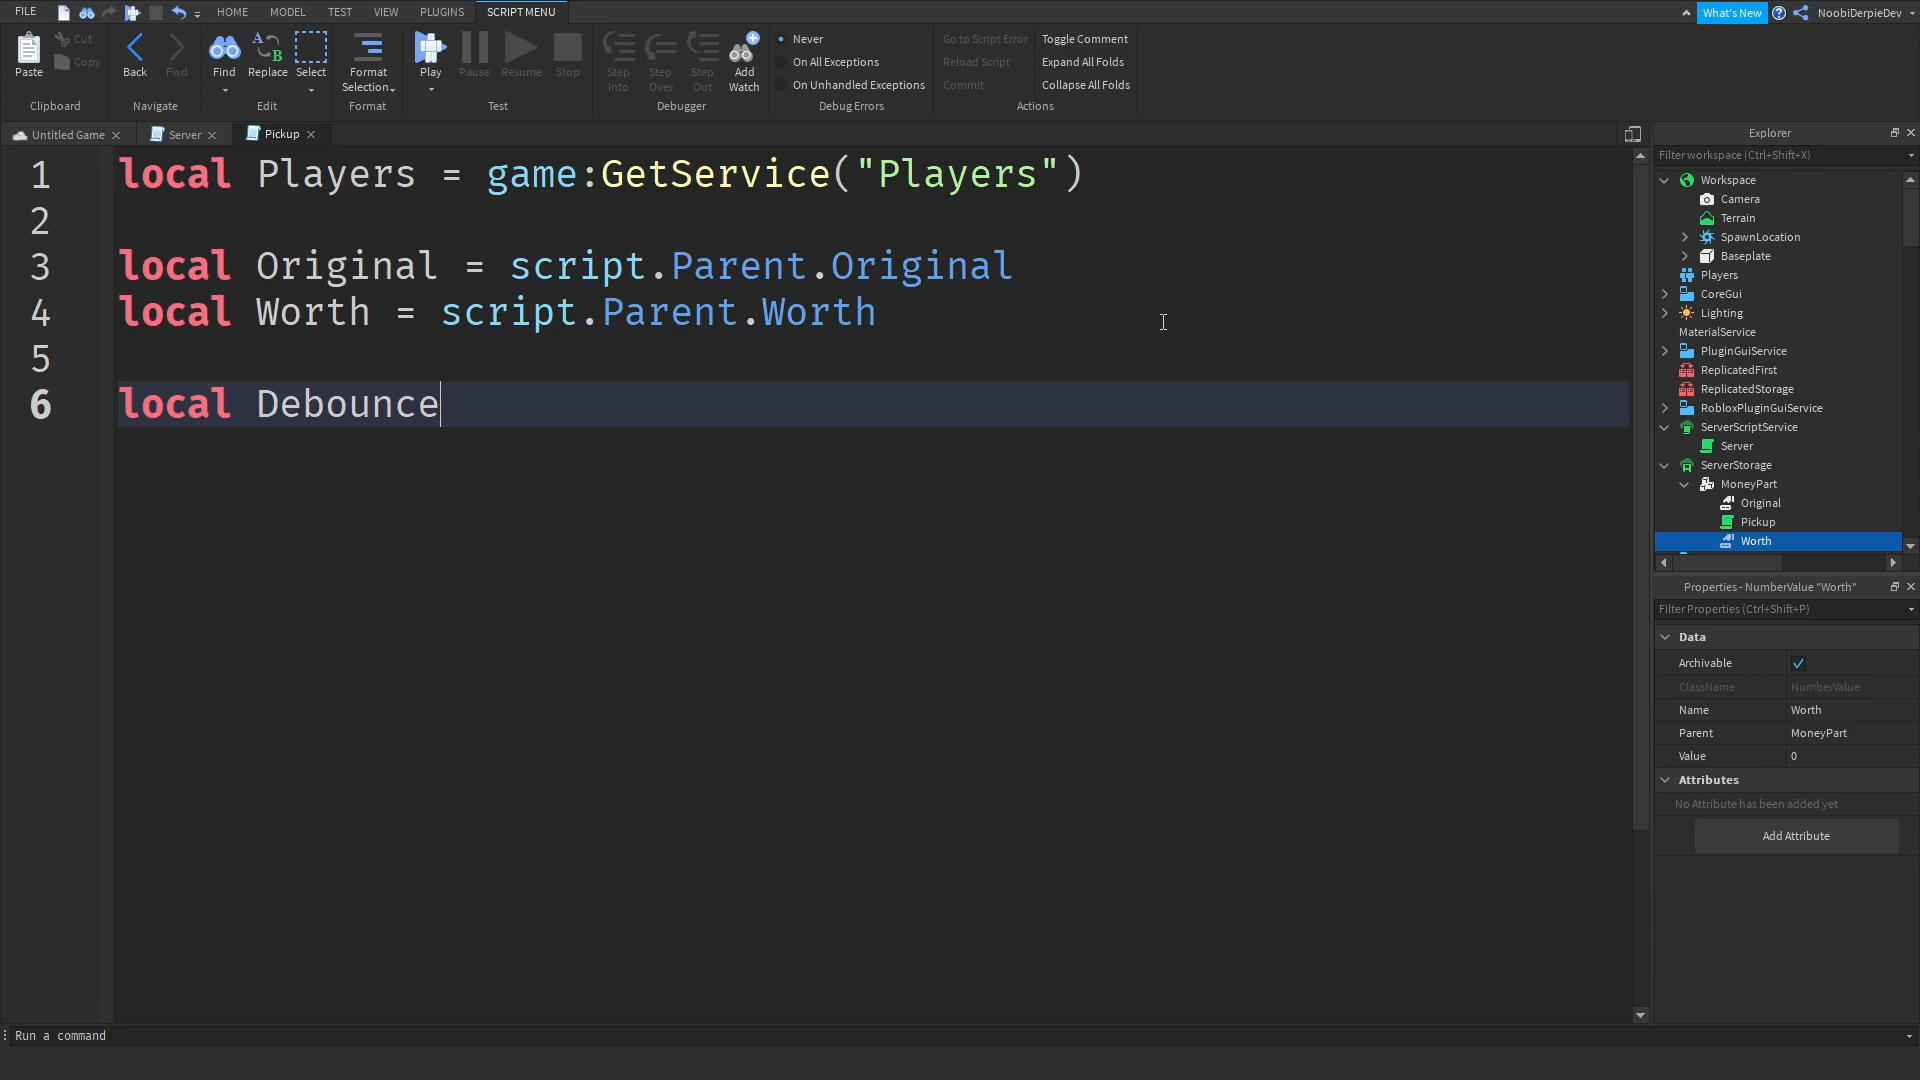 FILE HOME MODEL TEST VIEW PLUGINS SCRIPT MENU What's New NoobiDerpieDev
Paste Cut Copy Back Fwd Find Replace Select Format Selection Play Pause Resume Stop Step Into Step Over Step Out Add Watch
Never
On All Exceptions
On Unhandled Exceptions
Go to Script Error
Reload Script
Commit
Toggle Comment
Expand All Folds
Collapse All Folds
Clipboard Navigate Edit Format Test Debugger Debug Errors Actions
Untitled Game Server Pickup
1 local Players = game:GetService("Players")
2
3 local Original = script.Parent.Original
4 local Worth = script.Parent.Worth
5
6 local Debounce
Explorer
Filter workspace (Ctrl+Shift+X)
Workspace
Camera
Terrain
SpawnLocation
Baseplate
Players
CoreGui
Lighting
MaterialService
PluginGuiService
ReplicatedFirst
ReplicatedStorage
RobloxPluginGuiService
ServerScriptService
Server
ServerStorage
MoneyPart
Original
Pickup
Worth
Properties - NumberValue "Worth"
Filter Properties (Ctrl+Shift+P)
Data
Archivable
ClassName NumberValue
Name Worth
Parent MoneyPart
Value 0
Attributes
No Attribute has been added yet
Add Attribute
Run a command